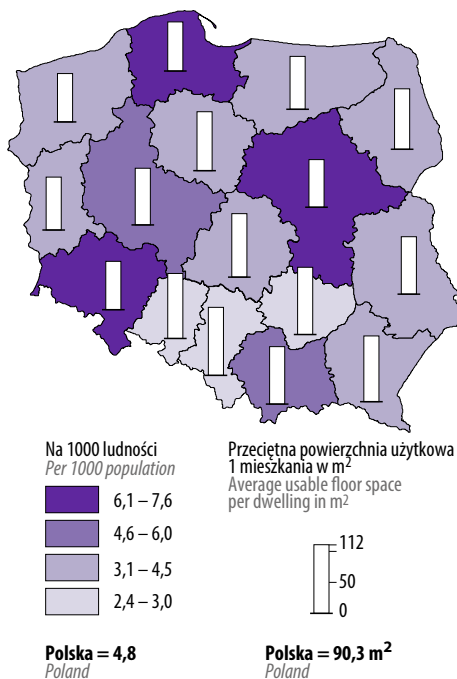 Na 1000 ludności
Per 1000 population
6,1 – 7,6
4,6 – 6,0
3,1 – 4,5
2,4 – 3,0
Polska = 4,8
Poland
Przeciętna powierzchnia użytkowa
1 mieszkania w m²
Average usable floor space
per dwelling in m²
112
50
0
Polska = 90,3 m²
Poland